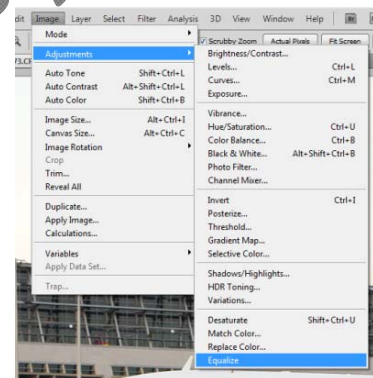 dit Image Layer Select Filter Analysis 3D View Window Help Br
Scrubby Zoom Actual Pixels Fit Screen
73.CR
Mode
Adjustments
Auto Tone Shift+Ctrl+L
Auto Contrast Alt+Shift+Ctrl+L
Auto Color Shift+Ctrl+B
Image Size... Alt+Ctrl+I
Canvas Size... Alt+Ctrl+C
Image Rotation
Crop
Trim...
Reveal All
Duplicate...
Apply Image...
Calculations...
Variables
Apply Data Set...
Trap...
Brightness/Contrast...
Levels... Ctrl+L
Curves... Ctrl+M
Exposure...
Vibrance...
Hue/Saturation... Ctrl+U
Color Balance... Ctrl+B
Black & White... Alt+Shift+Ctrl+B
Photo Filter...
Channel Mixer...
Invert Ctrl+I
Posterize...
Threshold...
Gradient Map...
Selective Color...
Shadows/Highlights...
HDR Toning...
Variations...
Desaturate Shift+Ctrl+U
Match Color...
Replace Color...
Equalize